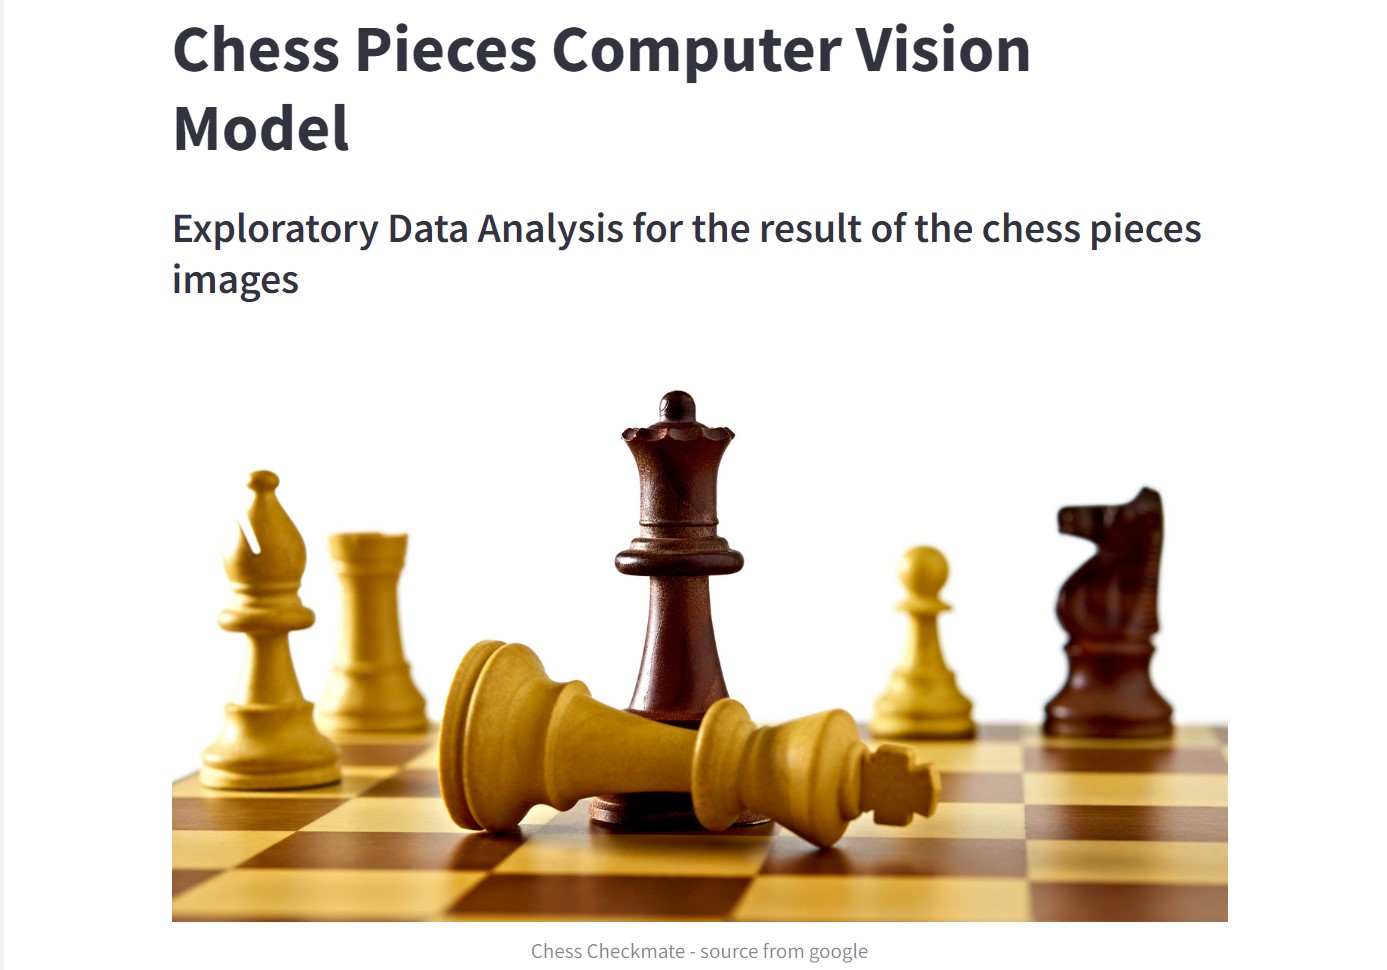 Chess Pieces Computer Vision
Model
Exploratory Data Analysis for the result of the chess pieces
images
Chess Checkmate - source from google